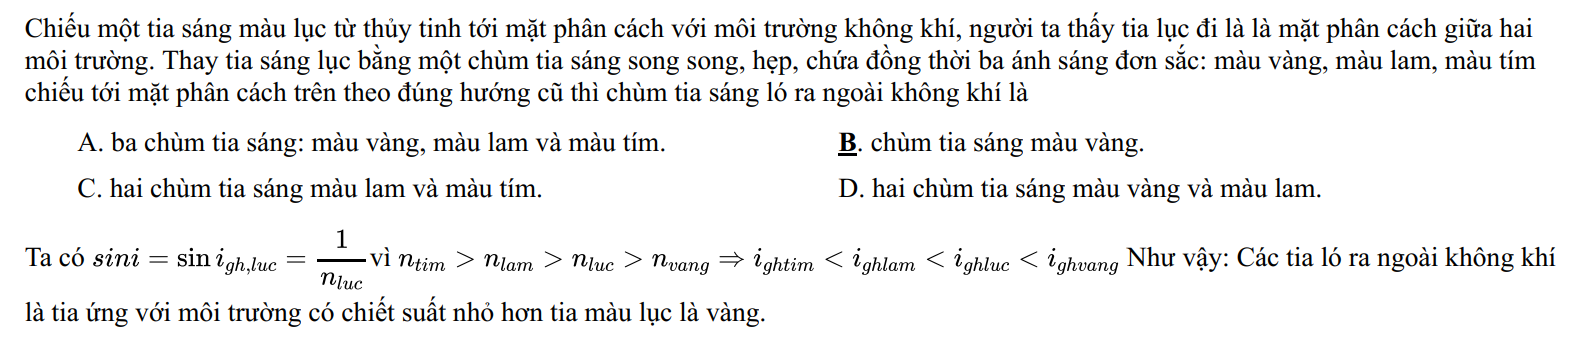 Chiếu một tia sáng màu lục từ thủy tinh tới mặt phân cách với môi trường không khí, người ta thấy tia lục đi là là mặt phân cách giữa hai
môi trường. Thay tia sáng lục bằng một chùm tia sáng song song, hẹp, chứa đồng thời ba ánh sáng đơn sắc: màu vàng, màu lam, màu tím
chiếu tới mặt phân cách trên theo đúng hướng cũ thì chùm tia sáng ló ra ngoài không khí là
A. ba chùm tia sáng: màu vàng, màu lam và màu tím. B. chùm tia sáng màu vàng.
C. hai chùm tia sáng màu lam và màu tím. D. hai chùm tia sáng màu vàng và màu lam.
Ta có $sini = \sin i_{gh,luc} = \frac{1}{n_{luc}}$ vì $n_{tim} > n_{lam} > n_{luc} > n_{vang} \Rightarrow i_{ghtim} < i_{ghlam} < i_{ghluc} < i_{ghvang}$ Như vậy: Các tia ló ra ngoài không khí
là tia ứng với môi trường có chiết suất nhỏ hơn tia màu lục là vàng.